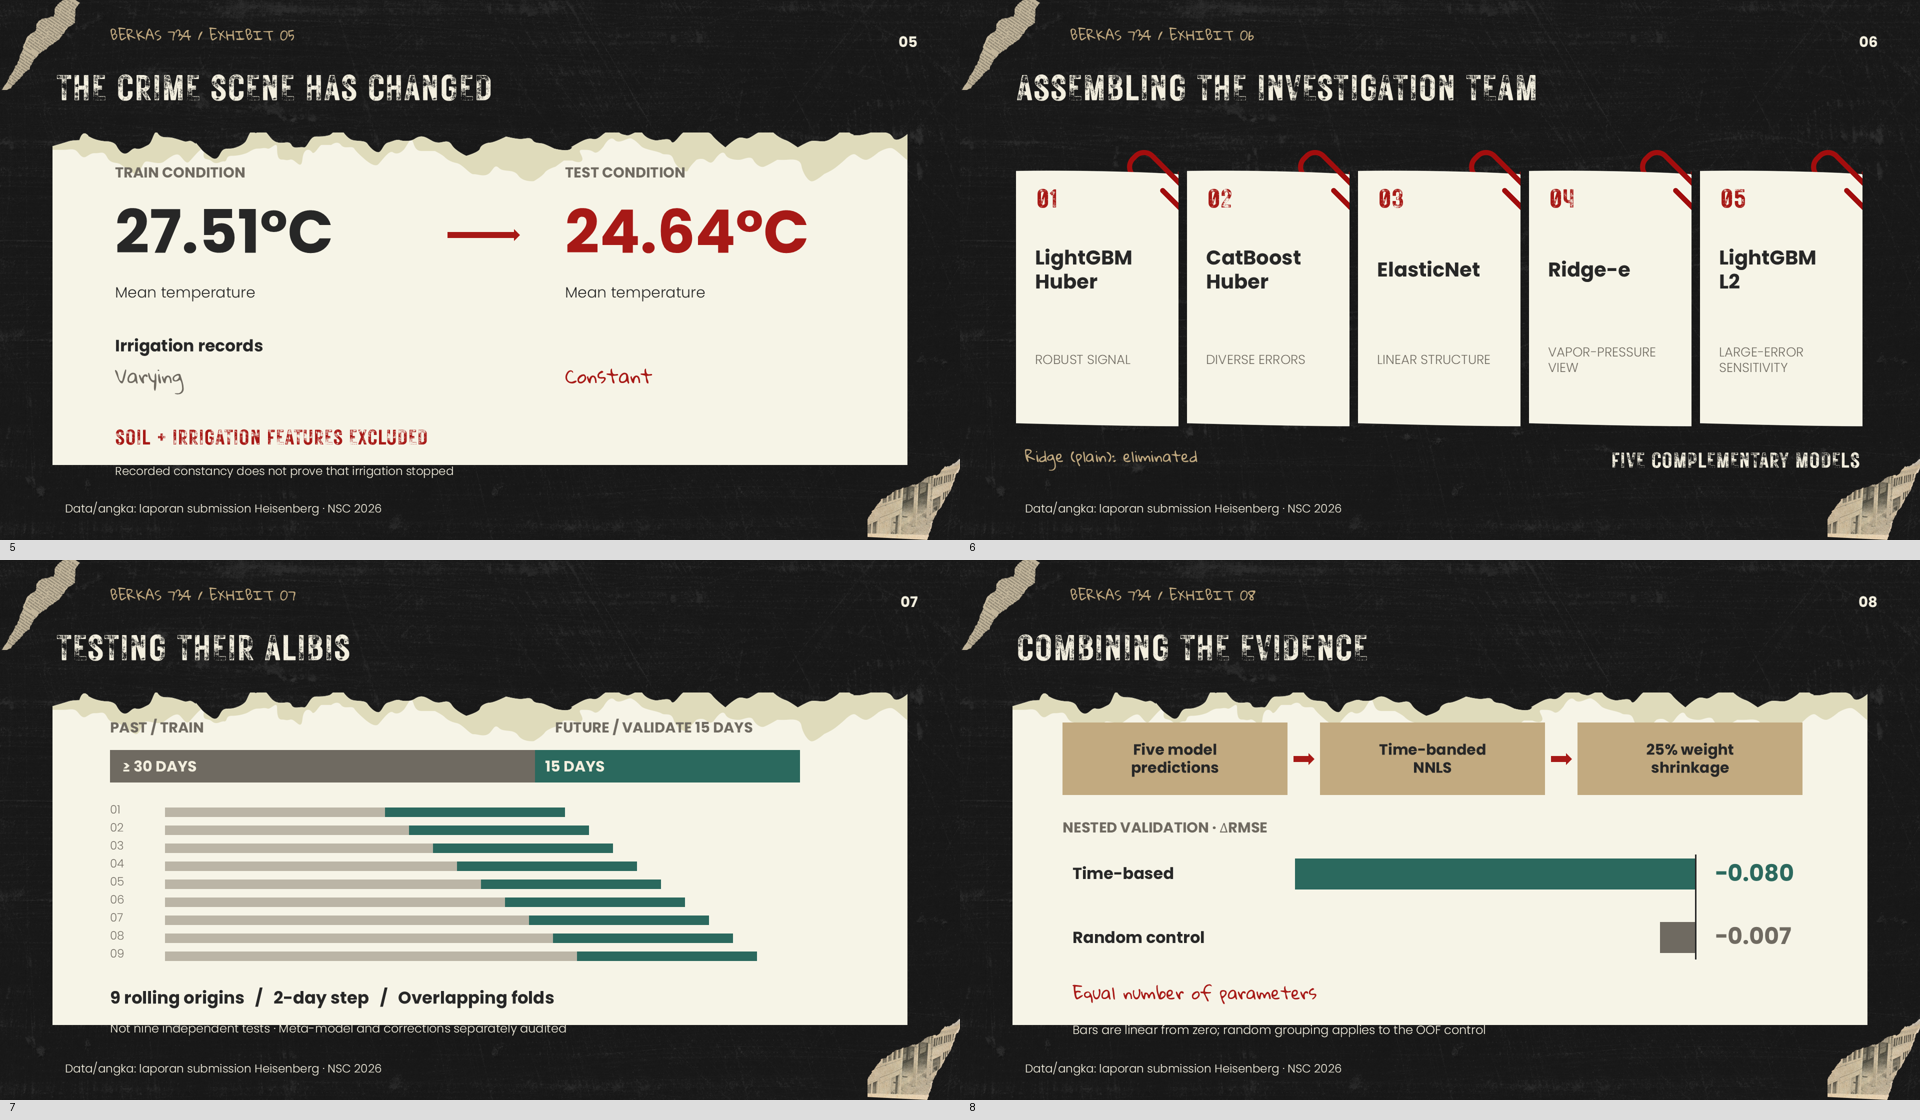 BERKAS 734 / EXHIBIT 05
05
THE CRIME SCENE HAS CHANGED
TRAIN CONDITION
TEST CONDITION
27.51°C
24.64°C
Mean temperature
Mean temperature
Irrigation records
Varying
Constant
SOIL + IRRIGATION FEATURES EXCLUDED
Recorded constancy does not prove that irrigation stopped
Data/angka: laporan submission Heisenberg · NSC 2026
5
BERKAS 734 / EXHIBIT 06
06
ASSEMBLING THE INVESTIGATION TEAM
01
LightGBM
Huber
ROBUST SIGNAL
02
CatBoost
Huber
DIVERSE ERRORS
03
ElasticNet
LINEAR STRUCTURE
04
Ridge-e
VAPOR-PRESSURE
VIEW
05
LightGBM
L2
LARGE-ERROR
SENSITIVITY
Ridge (plain): eliminated
FIVE COMPLEMENTARY MODELS
Data/angka: laporan submission Heisenberg · NSC 2026
6
BERKAS 734 / EXHIBIT 07
07
TESTING THEIR ALIBIS
PAST / TRAIN
FUTURE / VALIDATE 15 DAYS
≥ 30 DAYS
15 DAYS
01
02
03
04
05
06
07
08
09
9 rolling origins / 2-day step / Overlapping folds
Not nine independent tests · Meta-model and corrections separately audited
Data/angka: laporan submission Heisenberg · NSC 2026
7
BERKAS 734 / EXHIBIT 08
08
COMBINING THE EVIDENCE
Five model
predictions
Time-banded
NNLS
25% weight
shrinkage
NESTED VALIDATION · ΔRMSE
Time-based
−0.080
Random control
−0.007
Equal number of parameters
Bars are linear from zero; random grouping applies to the OOF control
Data/angka: laporan submission Heisenberg · NSC 2026
8